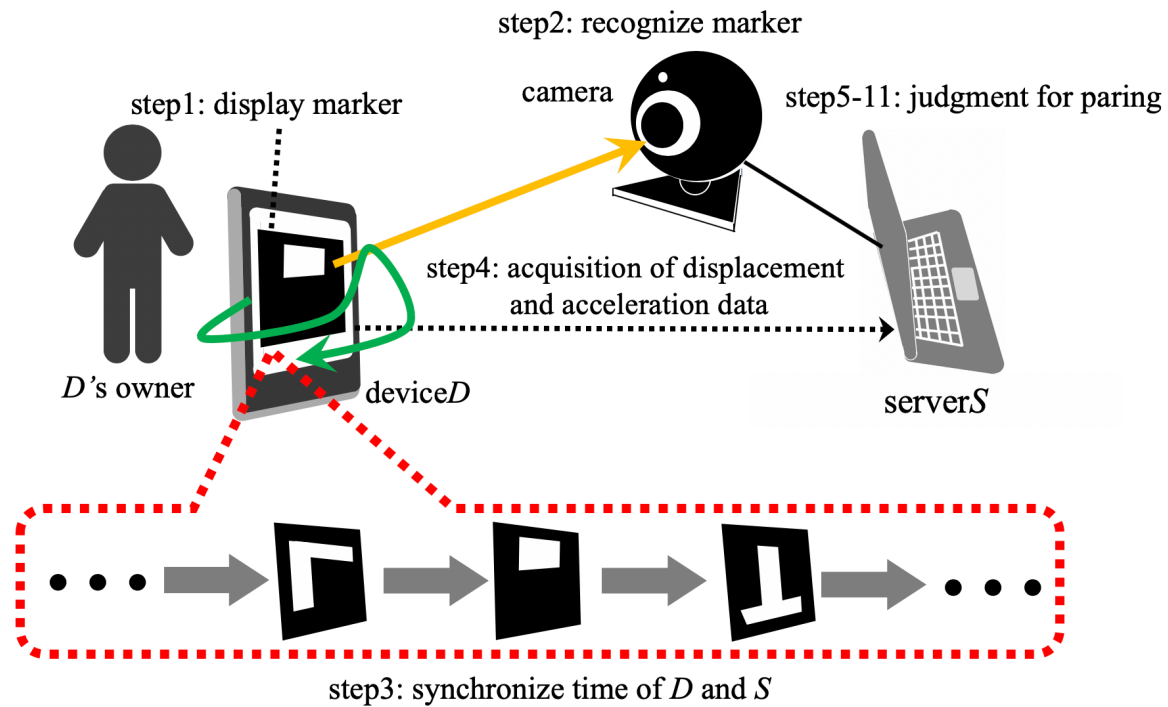 step2: recognize marker
camera
step1: display marker
step5-11: judgment for paring
step4: acquisition of displacement
and acceleration data
D’s owner
deviceD
serverS
step3: synchronize time of D and S